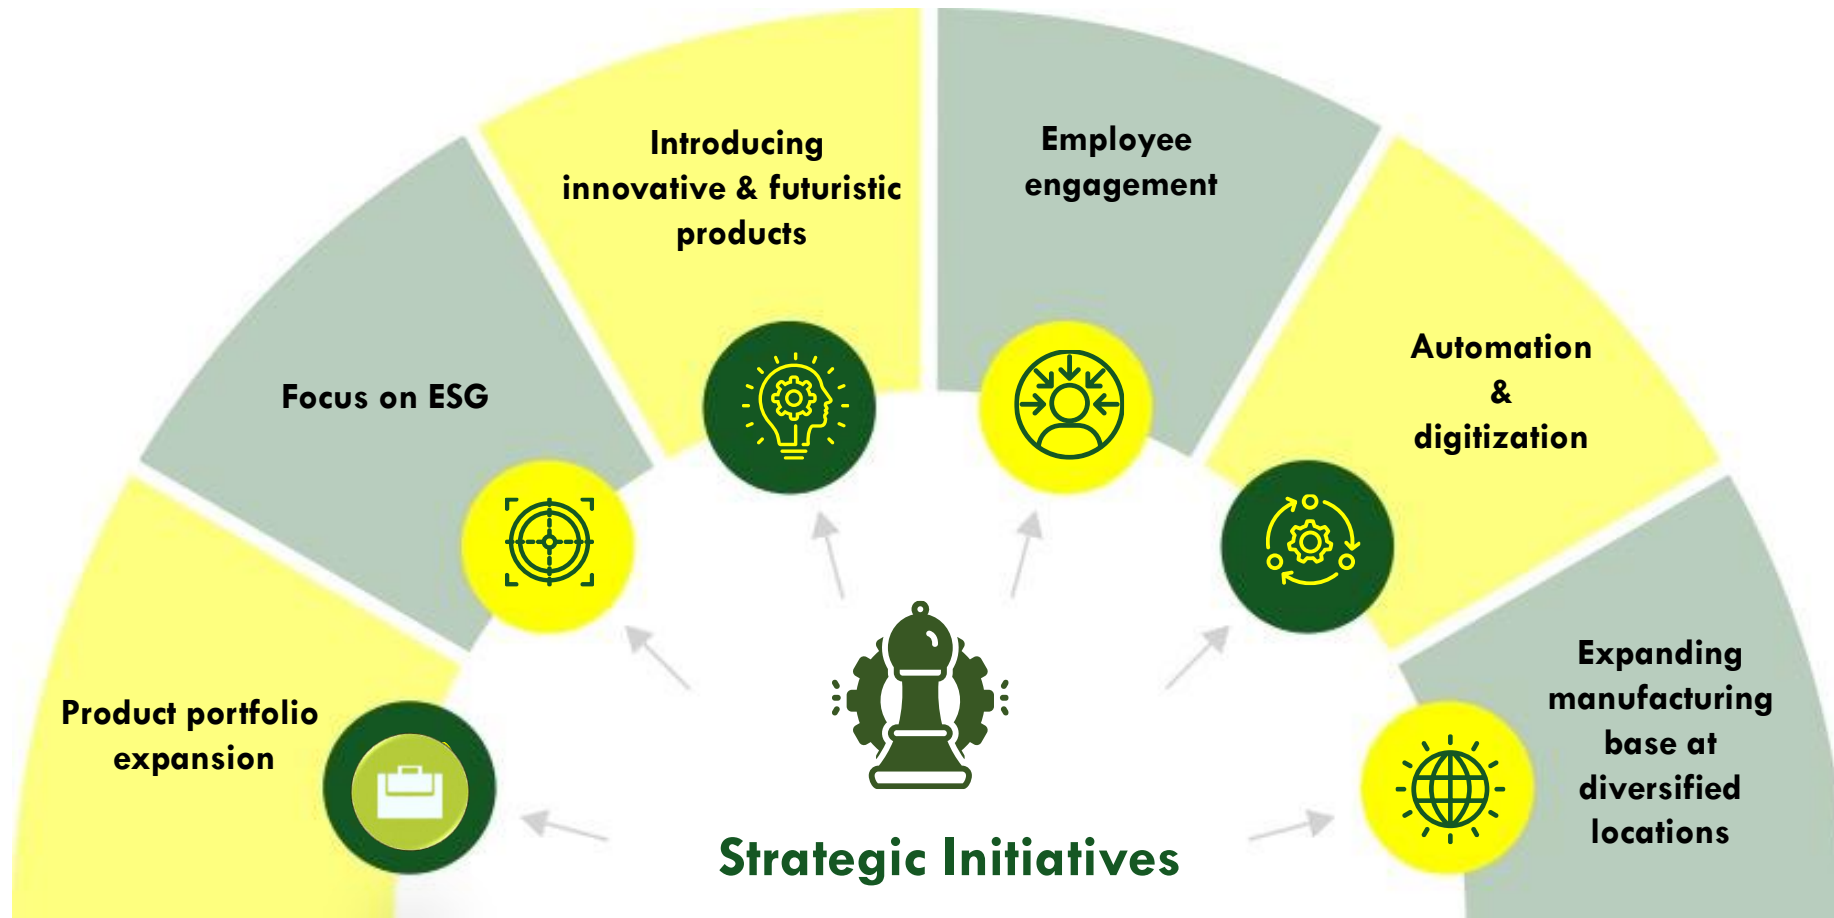 Introducing
innovative & futuristic
products
Employee
engagement
Automation
&
digitization
Focus on ESG
Expanding
manufacturing
base at
diversified
locations
Product portfolio
expansion
Strategic Initiatives